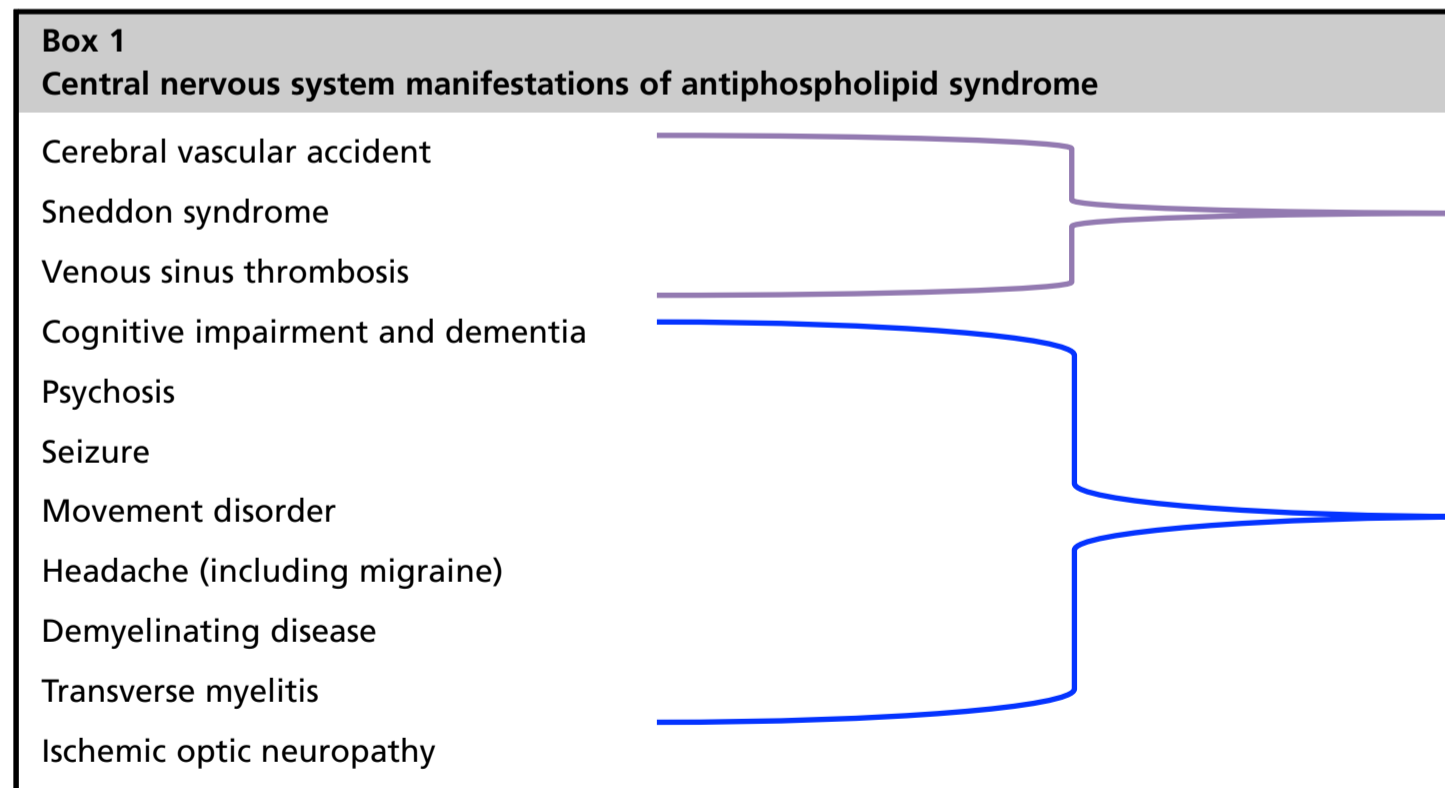 Box 1
Central nervous system manifestations of antiphospholipid syndrome
Cerebral vascular accident
Sneddon syndrome
Venous sinus thrombosis
Cognitive impairment and dementia
Psychosis
Seizure
Movement disorder
Headache (including migraine)
Demyelinating disease
Transverse myelitis
Ischemic optic neuropathy